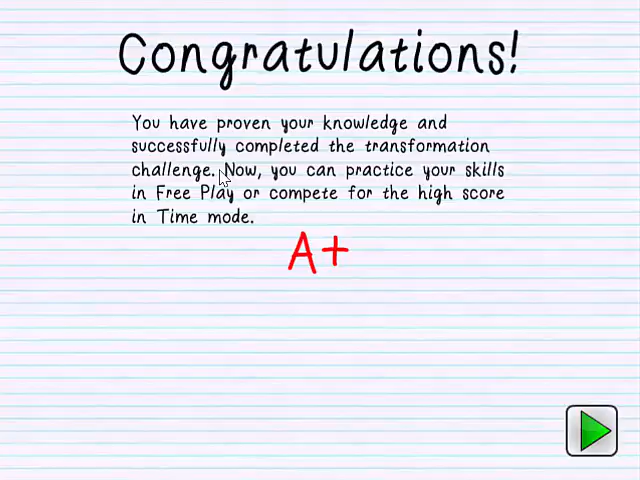 Congratulations!
You have proven your knowledge and
successfully completed the transformation
challenge. Now, you can practice your skills
in Free Play or compete for the high score
in Time mode.
A+